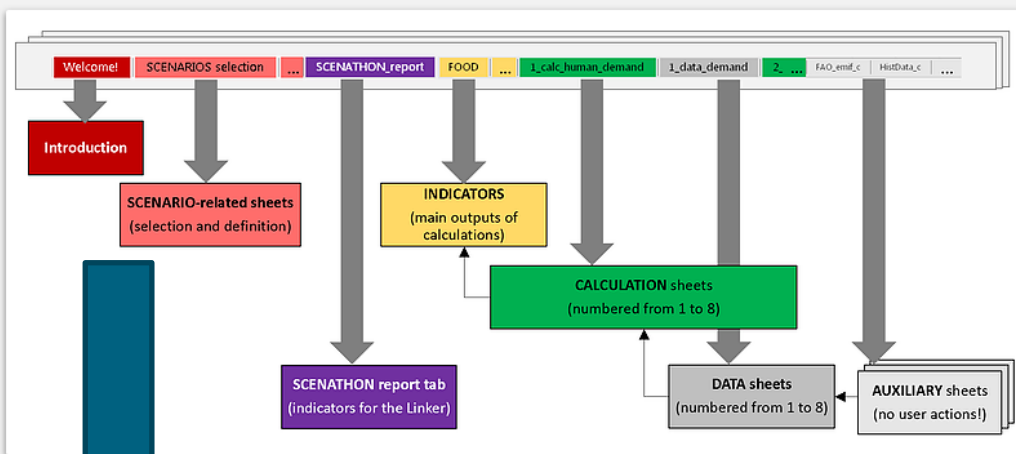 Welcome! SCENARIOS selection ... SCENATHON_report FOOD ... 1_calc_human_demand 1_data_demand 2_ ... FAO_emif_c HistData_c ...
Introduction
SCENARIO-related sheets
(selection and definition)
INDICATORS
(main outputs of
calculations)
CALCULATION sheets
(numbered from 1 to 8)
SCENATHON report tab
(indicators for the Linker)
DATA sheets
(numbered from 1 to 8)
AUXILIARY sheets
(no user actions!)